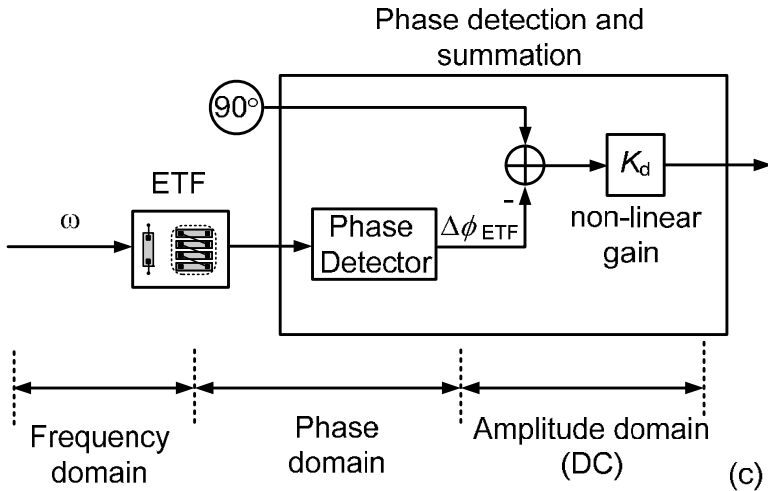 Phase detection and
summation
90°
ETF
ω
Phase
Detector
Δϕ ETF
-
Kd
non-linear
gain
Frequency
domain
Phase
domain
Amplitude domain
(DC)
(c)